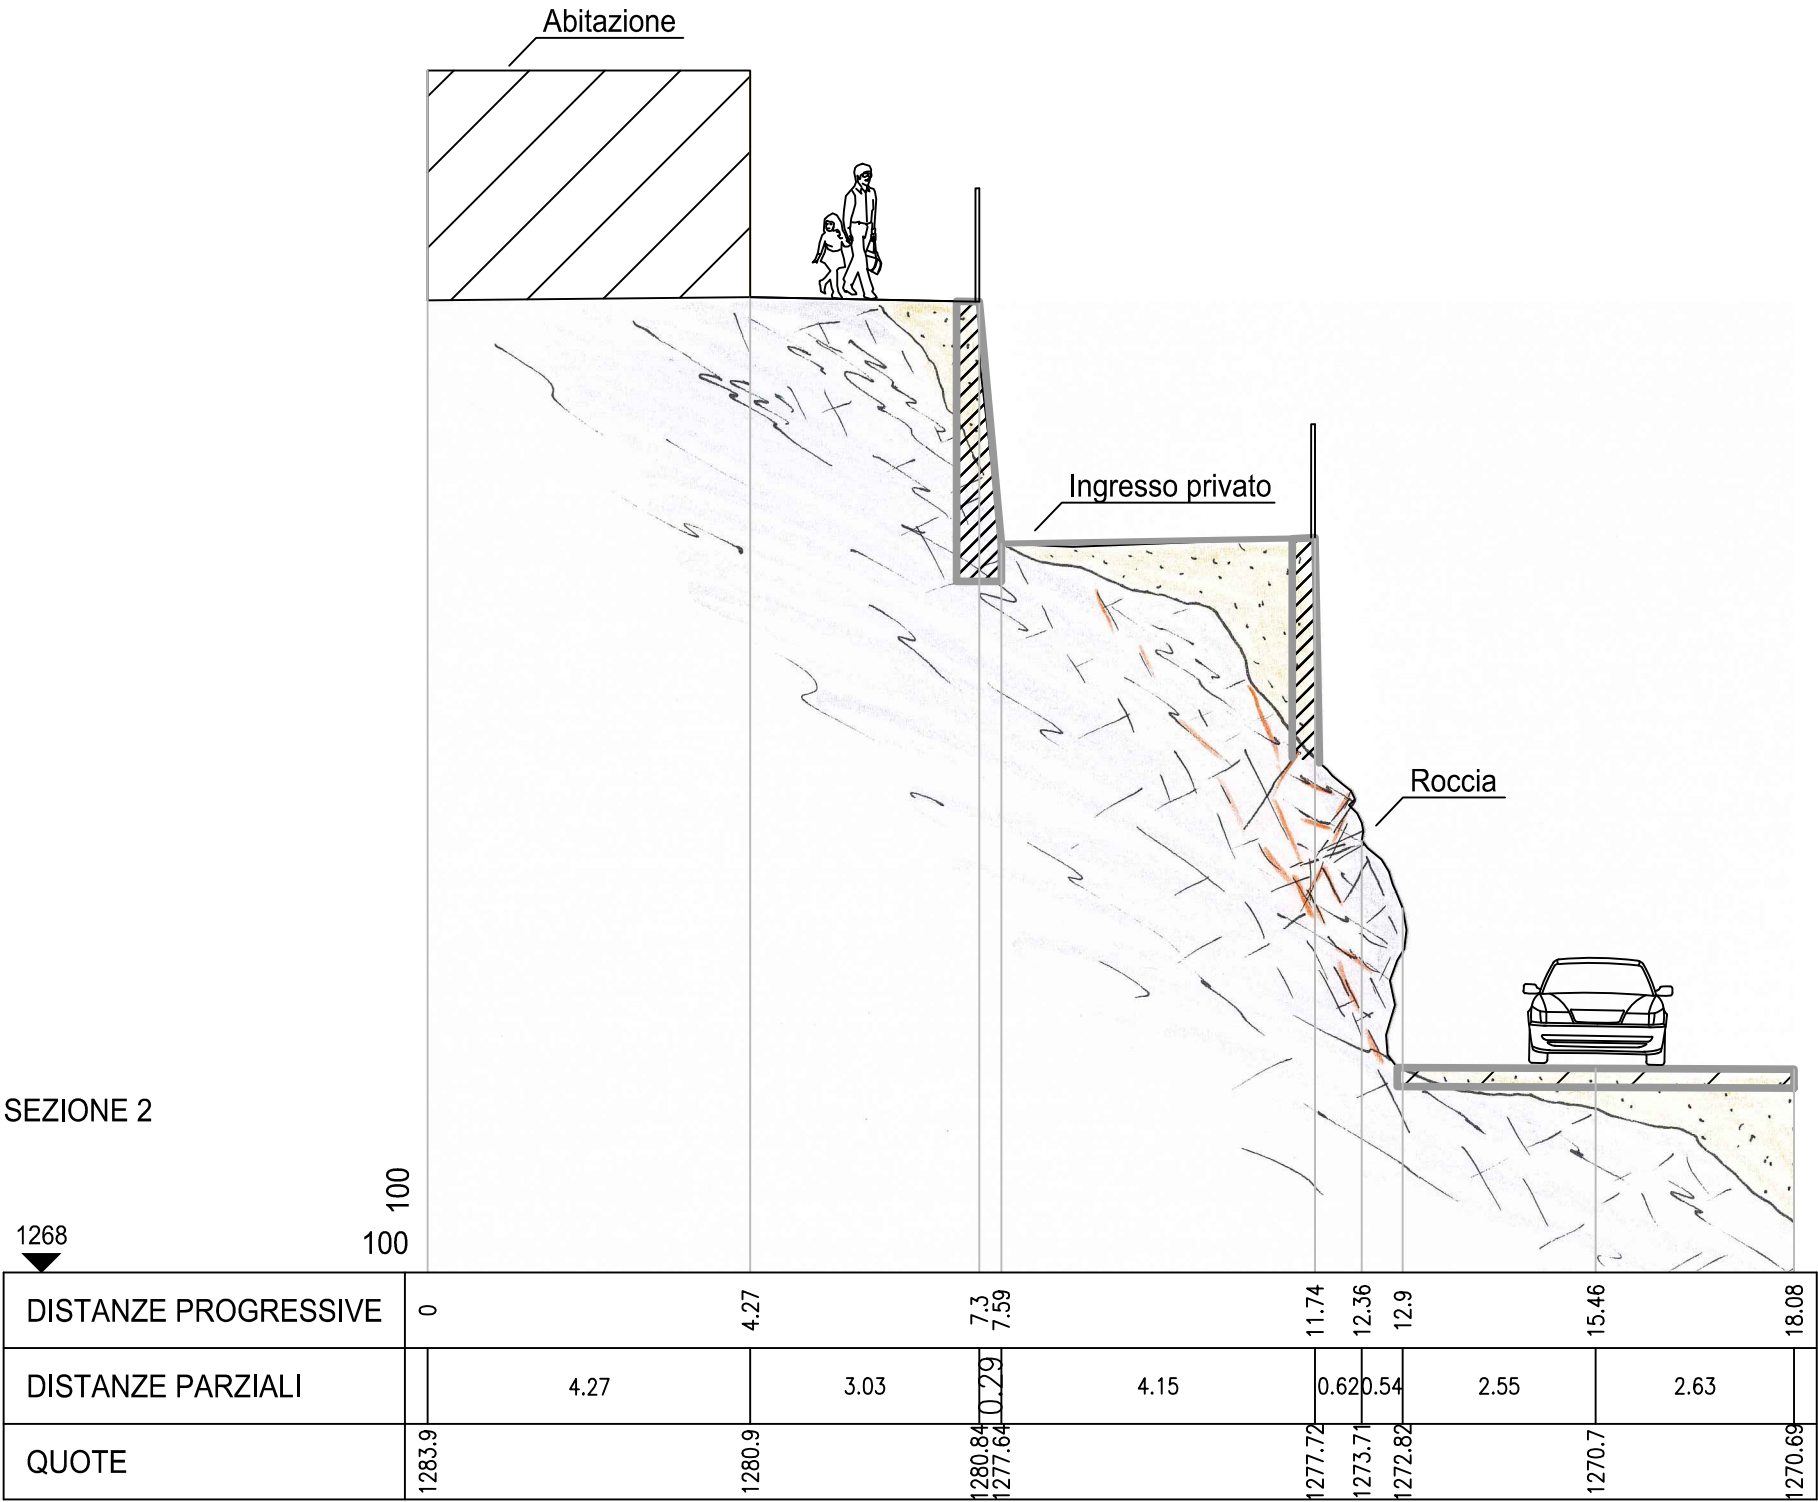 Abitazione
Ingresso privato
Roccia
SEZIONE 2
100
100
1268
DISTANZE PROGRESSIVE 0 4.27 7.3 7.59 11.74 12.36 12.9 15.46 18.08
DISTANZE PARZIALI 4.27 3.03 0.29 4.15 0.62 0.54 2.55 2.63
QUOTE 1283.9 1280.9 1280.84 1277.64 1277.72 1273.71 1272.82 1270.7 1270.69